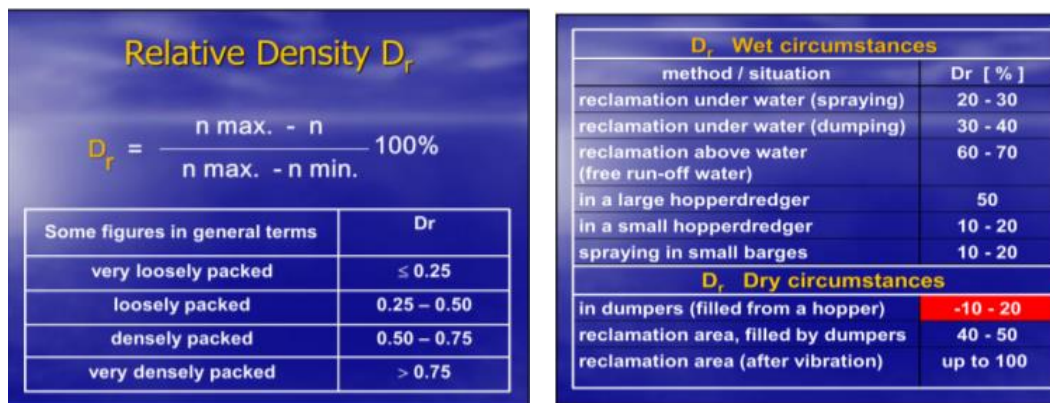 Relative Density Dr
Dr = n max. - n / n max. - n min. 100%
Some figures in general terms Dr
very loosely packed ≤ 0.25
loosely packed 0.25 – 0.50
densely packed 0.50 – 0.75
very densely packed > 0.75
Dr Wet circumstances
method / situation Dr [ % ]
reclamation under water (spraying) 20 - 30
reclamation under water (dumping) 30 - 40
reclamation above water 60 - 70
(free run-off water)
in a large hopperdredger 50
in a small hopperdredger 10 - 20
spraying in small barges 10 - 20
Dr Dry circumstances
in dumpers (filled from a hopper) -10 - 20
reclamation area, filled by dumpers 40 - 50
reclamation area (after vibration) up to 100